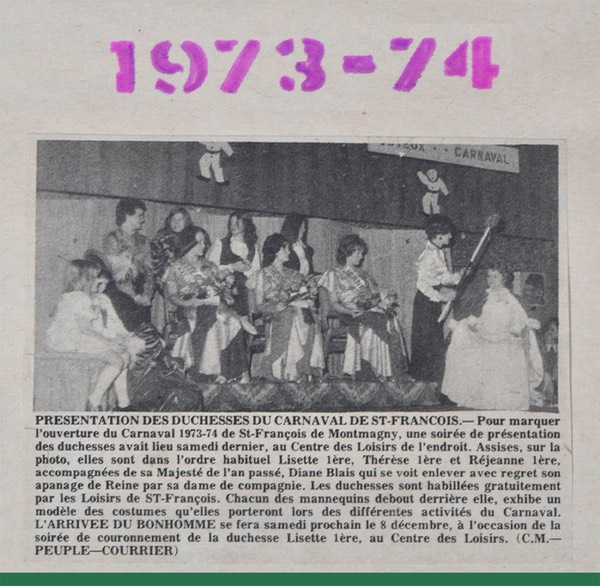 1973-74
CARNAVAL
PRESENTATION DES DUCHESSES DU CARNAVAL DE ST-FRANCOIS.— Pour marquer
l'ouverture du Carnaval 1973-74 de St-François de Montmagny, une soirée de présentation
des duchesses avait lieu samedi dernier, au Centre des Loisirs de l'endroit. Assises, sur la
photo, elles sont dans l'ordre habituel Lisette 1ère, Thérèse 1ère et Réjeanne 1ère,
accompagnées de sa Majesté de l'an passé, Diane Blais qui se voit enlever avec regret son
apanage de Reine par sa dame de compagnie. Les duchesses sont habillées gratuitement
par les Loisirs de ST-François. Chacun des mannequins debout derrière elle, exhibe un
modèle des costumes qu'elles porteront lors des différentes activités du Carnaval.
L'ARRIVEE DU BONHOMME se fera samedi prochain le 8 décembre, à l'occasion de la
soirée de couronnement de la duchesse Lisette 1ère, au Centre des Loisirs. (C.M.—
PEUPLE—COURRIER)